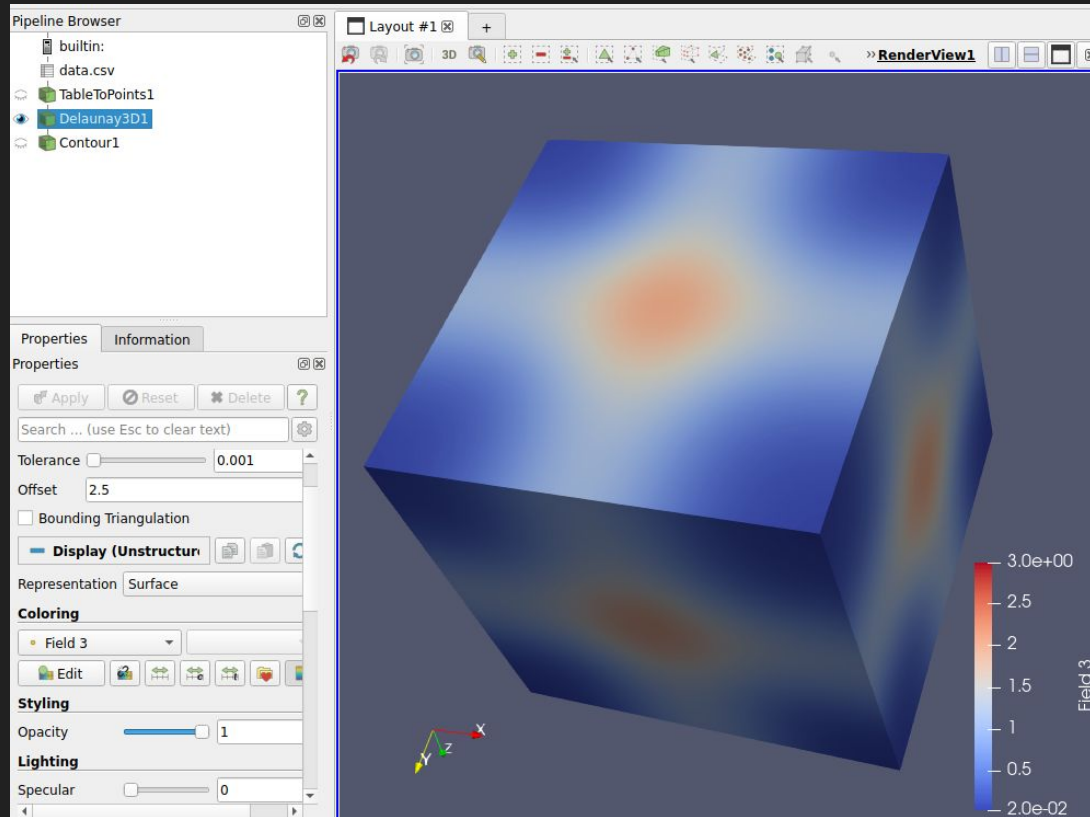 Pipeline Browser
builtin:
data.csv
TableToPoints1
Delaunay3D1
Contour1
Properties Information
Properties
Apply Reset Delete ?
Search ... (use Esc to clear text)
Tolerance 0.001
Offset 2.5
Bounding Triangulation
Display (Unstructur
Representation Surface
Coloring
Field 3
Edit
Styling
Opacity 1
Lighting
Specular 0
Layout #1 +
3D » RenderView1
X
Y
Z
3.0e+00
2.5
2
1.5
1
0.5
2.0e-02
Field 3